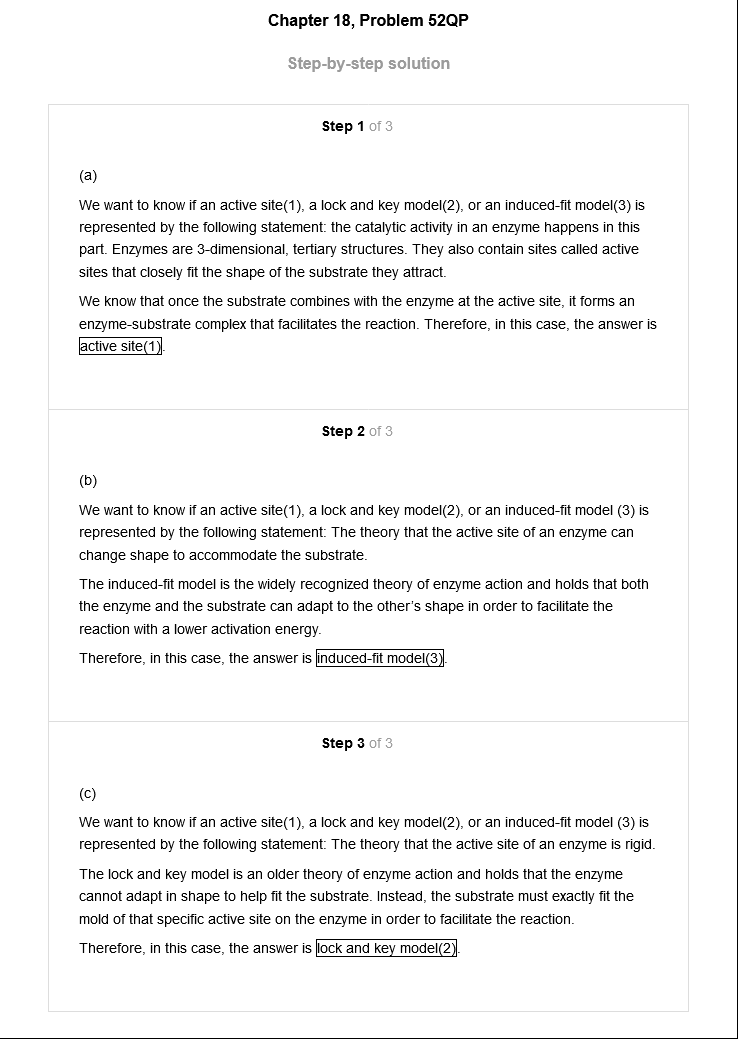 Chapter 18, Problem 52QP
Step-by-step solution
Step 1 of 3
(a)
We want to know if an active site(1), a lock and key model(2), or an induced-fit model(3) is
represented by the following statement: the catalytic activity in an enzyme happens in this
part. Enzymes are 3-dimensional, tertiary structures. They also contain sites called active
sites that closely fit the shape of the substrate they attract.
We know that once the substrate combines with the enzyme at the active site, it forms an
enzyme-substrate complex that facilitates the reaction. Therefore, in this case, the answer is
active site(1).
Step 2 of 3
(b)
We want to know if an active site(1), a lock and key model(2), or an induced-fit model (3) is
represented by the following statement: The theory that the active site of an enzyme can
change shape to accommodate the substrate.
The induced-fit model is the widely recognized theory of enzyme action and holds that both
the enzyme and the substrate can adapt to the other's shape in order to facilitate the
reaction with a lower activation energy.
Therefore, in this case, the answer is induced-fit model(3).
Step 3 of 3
(c)
We want to know if an active site(1), a lock and key model(2), or an induced-fit model (3) is
represented by the following statement: The theory that the active site of an enzyme is rigid.
The lock and key model is an older theory of enzyme action and holds that the enzyme
cannot adapt in shape to help fit the substrate. Instead, the substrate must exactly fit the
mold of that specific active site on the enzyme in order to facilitate the reaction.
Therefore, in this case, the answer is lock and key model(2).